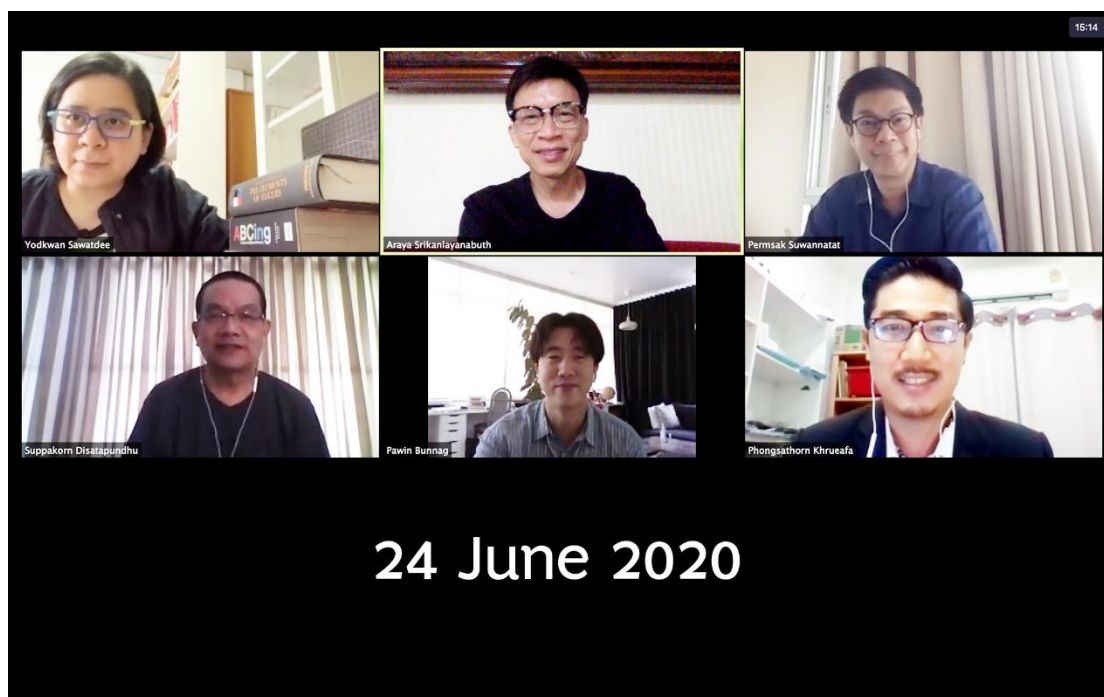 15:14
THE ELEMENTS
OF EUCLID
ABCing
Yodkwan Sawatdee
Araya Srikanlayanabuth
Permsak Suwannatat
Suppakorn Disatapundhu
Pawin Bunnag
Phongsathorn Khrueafa
24 June 2020